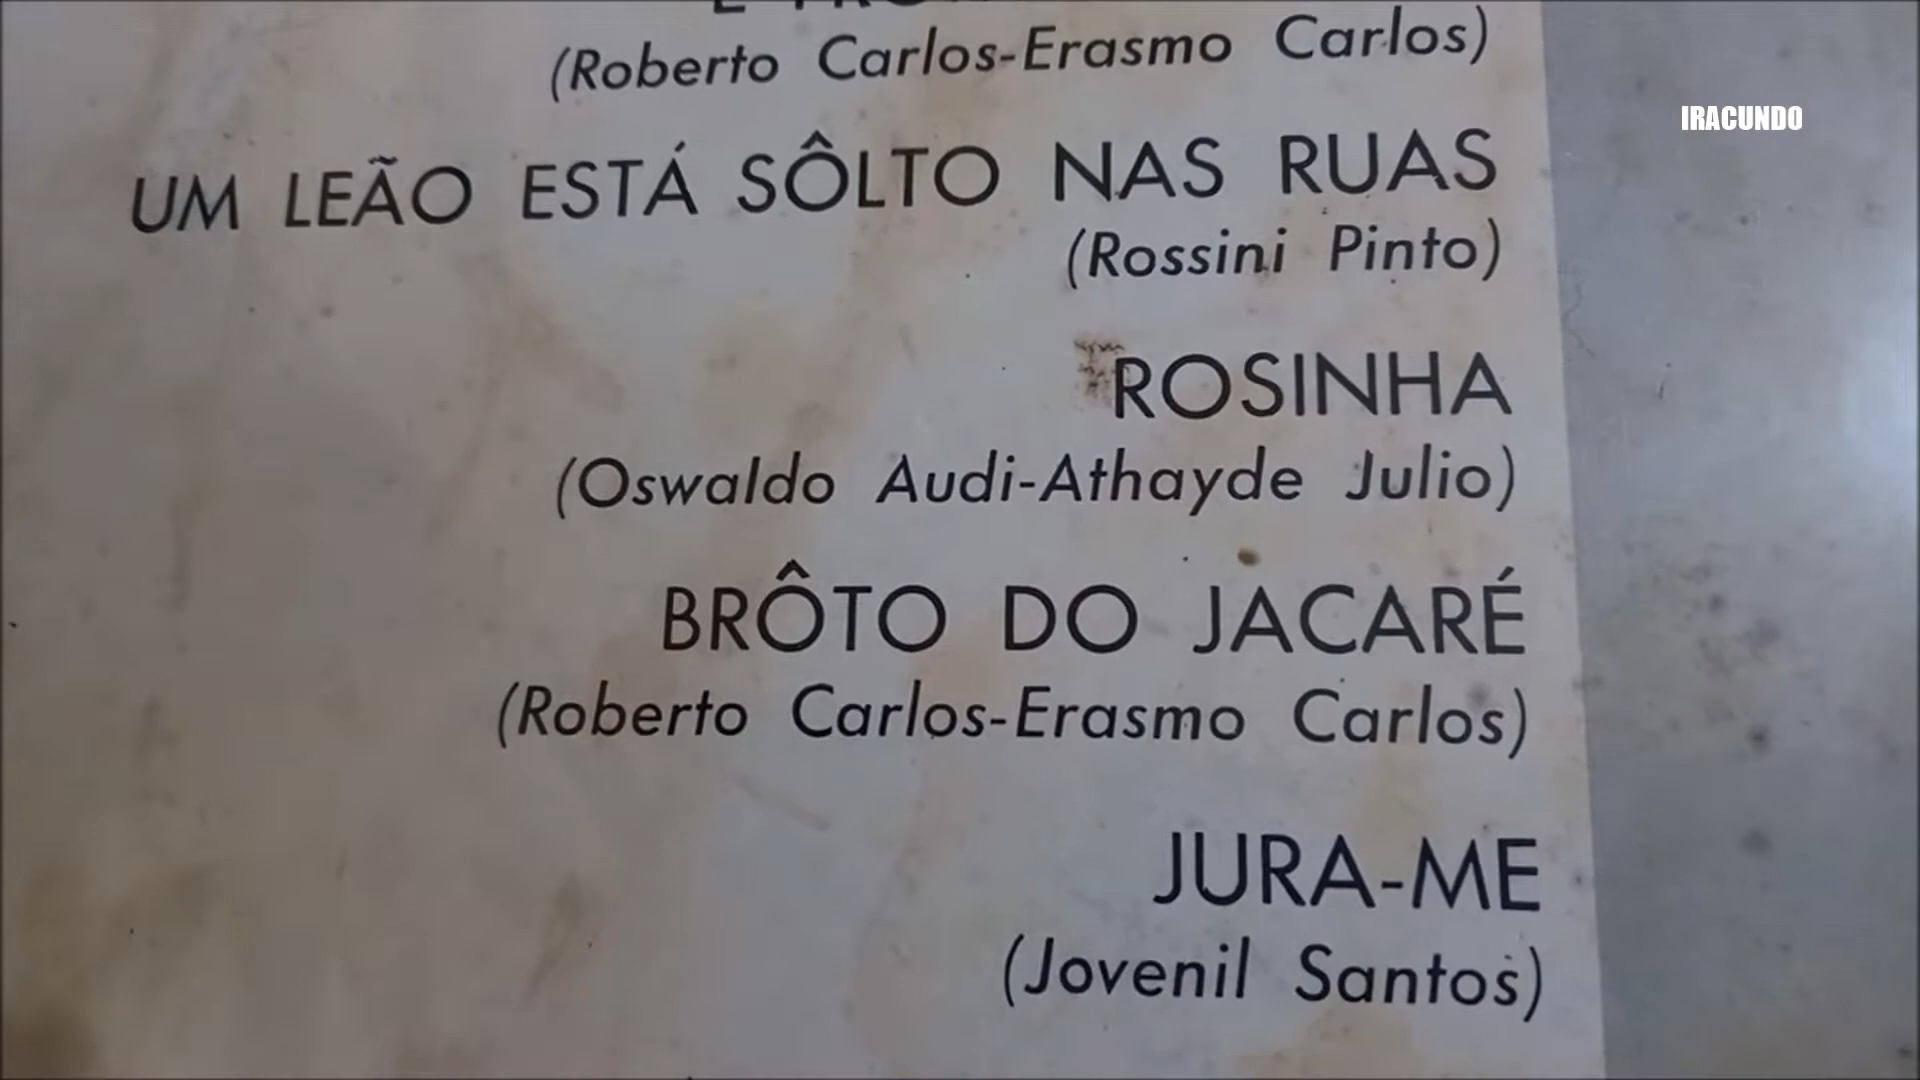 (Roberto Carlos-Erasmo Carlos)
IRACUNDO
UM LEÃO ESTÁ SÔLTO NAS RUAS
(Rossini Pinto)
ROSINHA
(Oswaldo Audi-Athayde Julio)
BRÔTO DO JACARÉ
(Roberto Carlos-Erasmo Carlos)
JURA-ME
(Jovenil Santos)